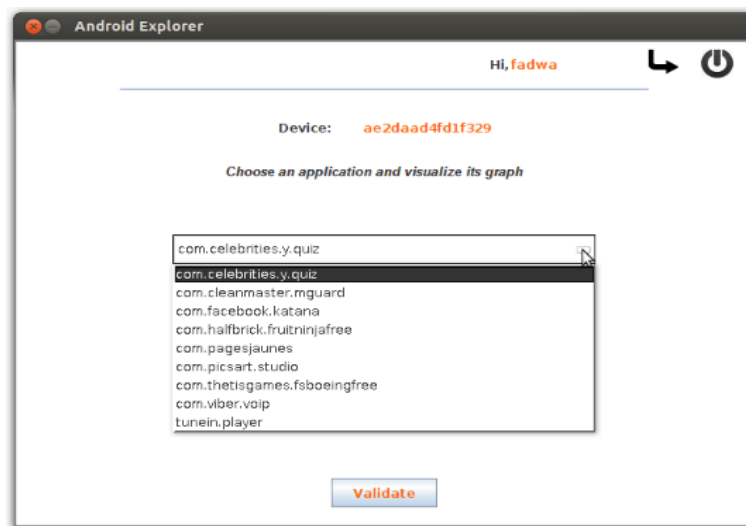 Android Explorer
Hi,fadwa
Device: ae2daad4fd1f329
Choose an application and visualize its graph
com.celebrities.y.quiz
com.celebrities.y.quiz
com.cleanmaster.mguard
com.facebook.katana
com.halfbrick.fruitninjafree
com.pagesjaunes
com.picsart.studio
com.thetisgames.fsboeingfree
com.viber.voip
tunein.player
Validate